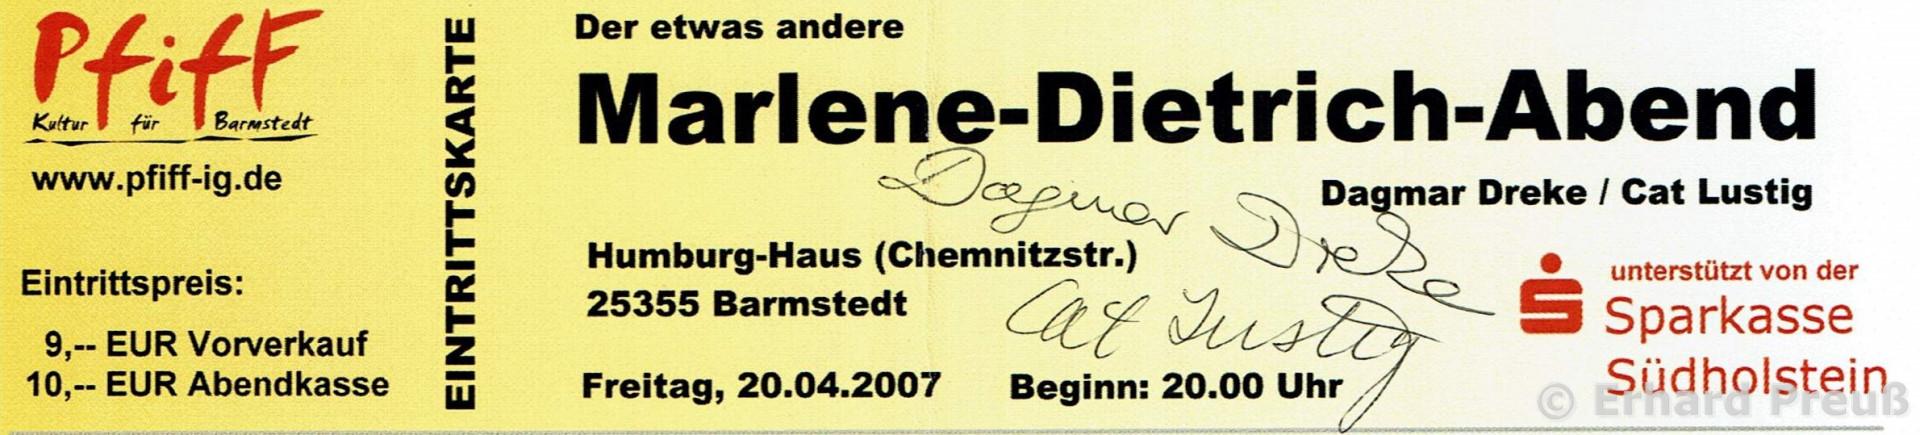 PfiFF
Kultur für Barmstedt
www.pfiff-ig.de
Eintrittspreis:
9,-- EUR Vorverkauf
10,-- EUR Abendkasse
EINTRITTSKARTE
Der etwas andere
Marlene-Dietrich-Abend
Dagmar Dreke / Cat Lustig
Dagmar Dreke
Cat Lustig
Humburg-Haus (Chemnitzstr.)
25355 Barmstedt
Freitag, 20.04.2007 Beginn: 20.00 Uhr
unterstützt von der
Sparkasse
Südholstein
© Erhard Preuß